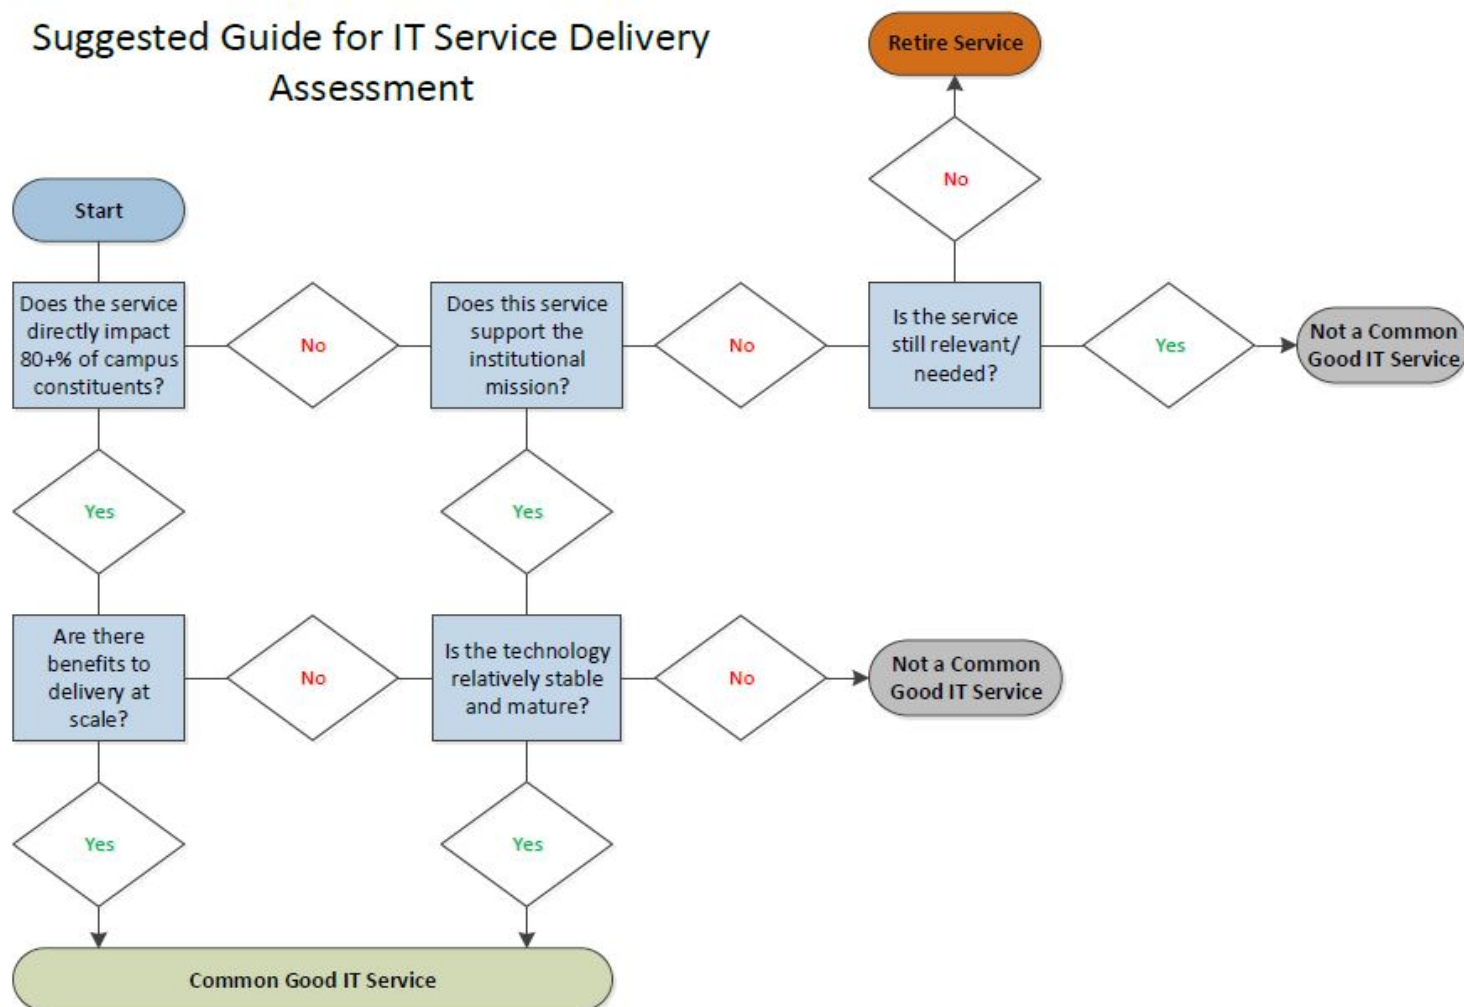 Suggested Guide for IT Service Delivery
Assessment
Retire Service
No
Start
Does the service
directly impact
80+% of campus
constituents?
No
Does this service
support the
institutional
mission?
No
Is the service
still relevant/
needed?
Yes
Not a Common
Good IT Service
Yes
Yes
Are there
benefits to
delivery at
scale?
No
Is the technology
relatively stable
and mature?
No
Not a Common
Good IT Service
Yes
Yes
Common Good IT Service